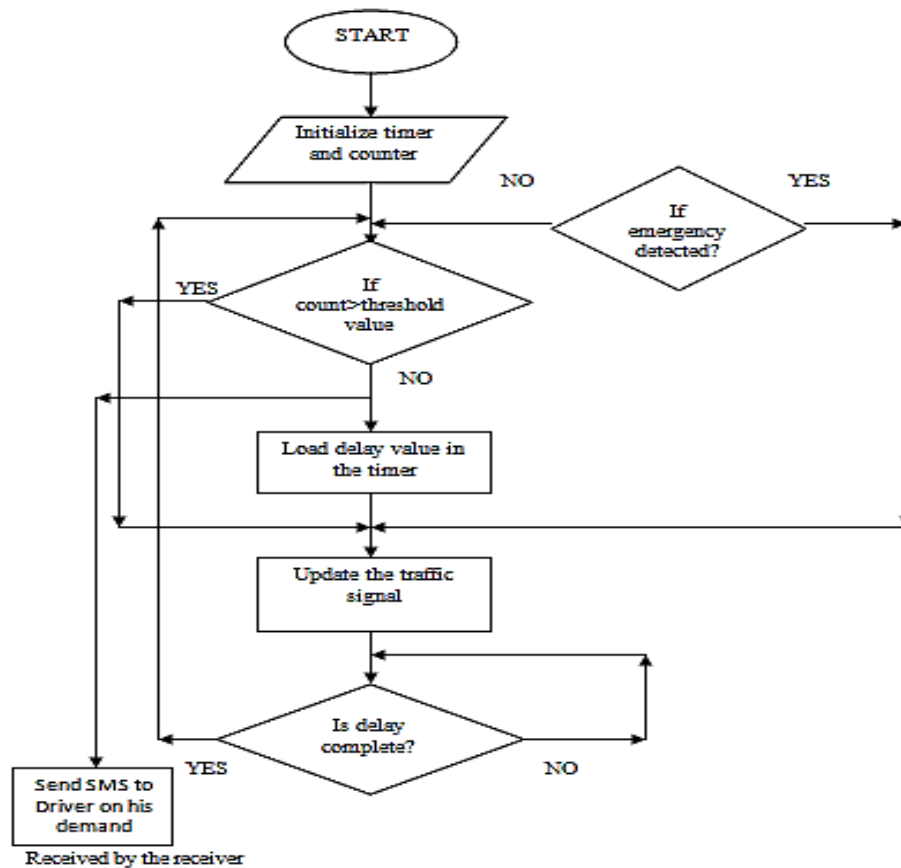 START
Initialize timer
and counter
NO
YES
If
emergency
detected?
YES
If
count>threshold
value
NO
Load delay value in
the timer
Update the traffic
signal
Is delay
complete?
YES
NO
Send SMS to
Driver on his
demand
Received by the receiver